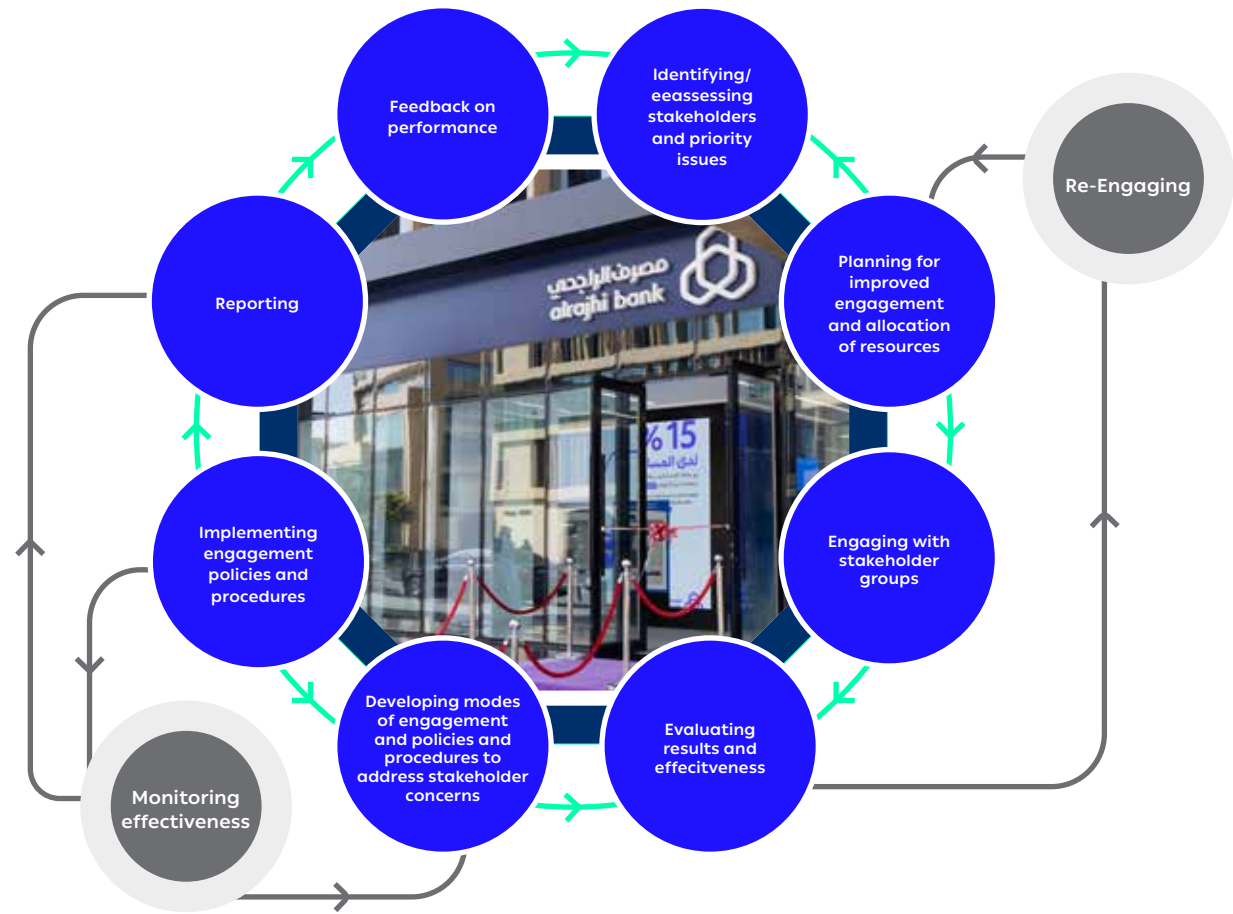 Feedback on
performance
Identifying/
eeassessing
stakeholders
and priority
issues
Re-Engaging
Planning for
improved
engagement
and allocation
of resources
Reporting
مصرف الراجحي
alrajhi bank
%15
Engaging with
stakeholder
groups
Implementing
engagement
policies and
procedures
Developing modes
of engagement
and policies and
procedures to
address stakeholder
concerns
Evaluating
results and
effecitveness
Monitoring
effectiveness